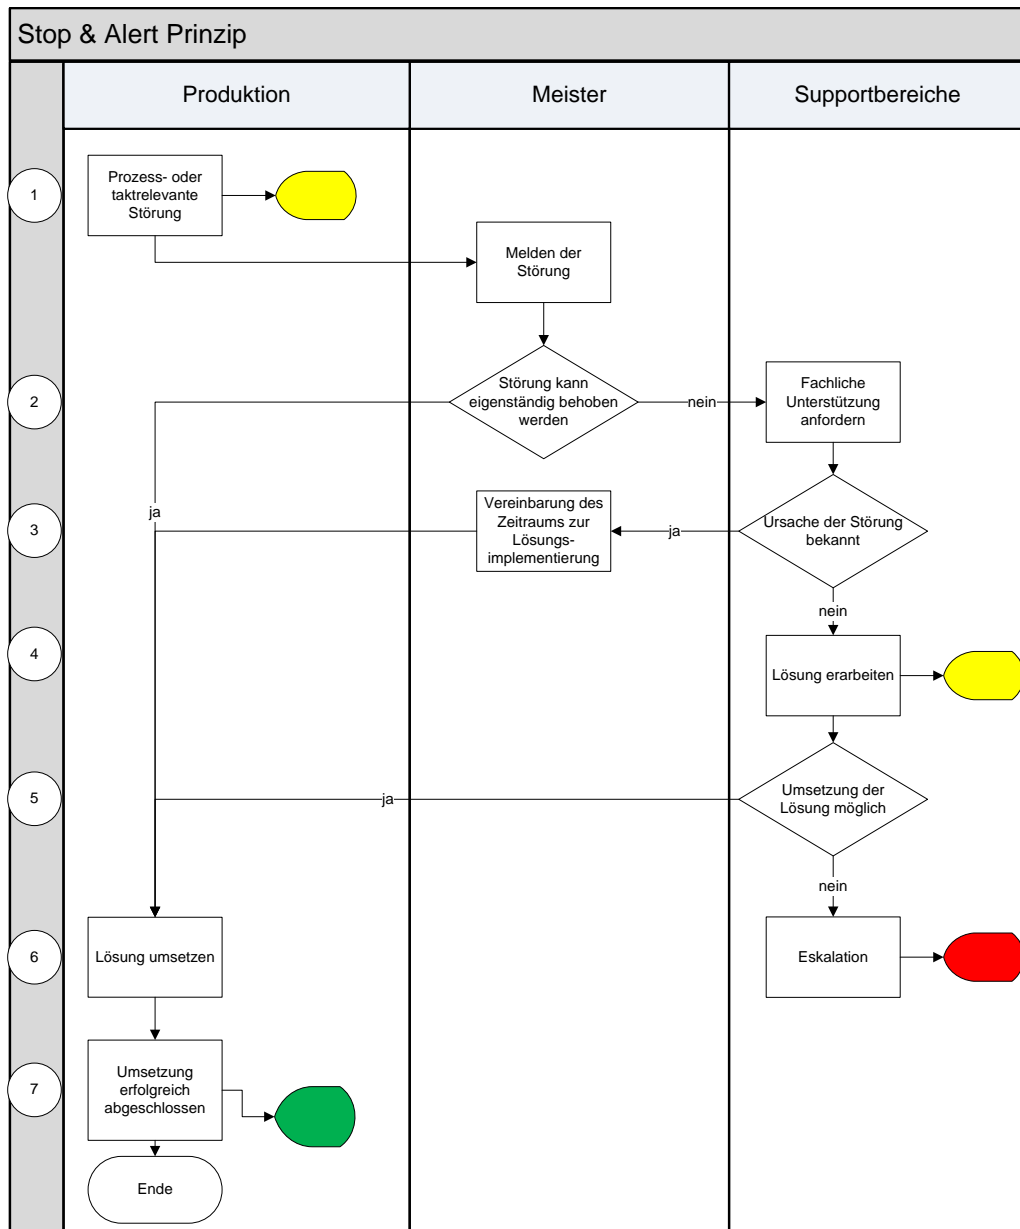 Stop & Alert Prinzip
Produktion
Meister
Supportbereiche
1
Prozess- oder
taktrelevante
Störung
Melden der
Störung
2
Störung kann
eigenständig behoben
werden
nein
Fachliche
Unterstützung
anfordern
ja
3
Vereinbarung des
Zeitraums zur
Lösungs-
implementierung
ja
Ursache der Störung
bekannt
nein
4
Lösung erarbeiten
5
ja
Umsetzung der
Lösung möglich
nein
6
Lösung umsetzen
Eskalation
7
Umsetzung
erfolgreich
abgeschlossen
Ende